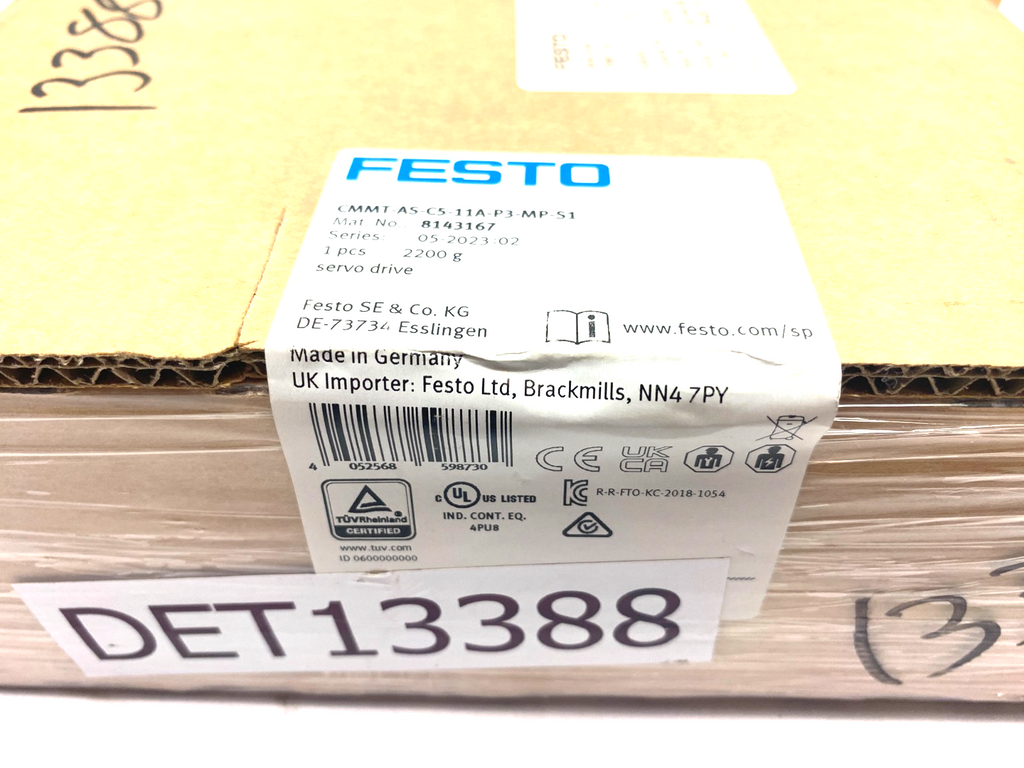 13388
FESTO
FESTO
CMMT-AS-C5-11A-P3-MP-S1
Mat. No.: 8143167
Series: 05-2023:02
1 pcs 2200 g
servo drive
Festo SE & Co. KG
DE-73734 Esslingen
www.festo.com/sp
Made in Germany
UK Importer: Festo Ltd, Brackmills, NN4 7PY
4 052568 598730
CE UK CA
TÜVRheinland
CERTIFIED
www.tuv.com
ID 0600000000
C UL US LISTED
IND. CONT. EQ.
4PU8
R-R-FTO-KC-2018-1054
DET13388